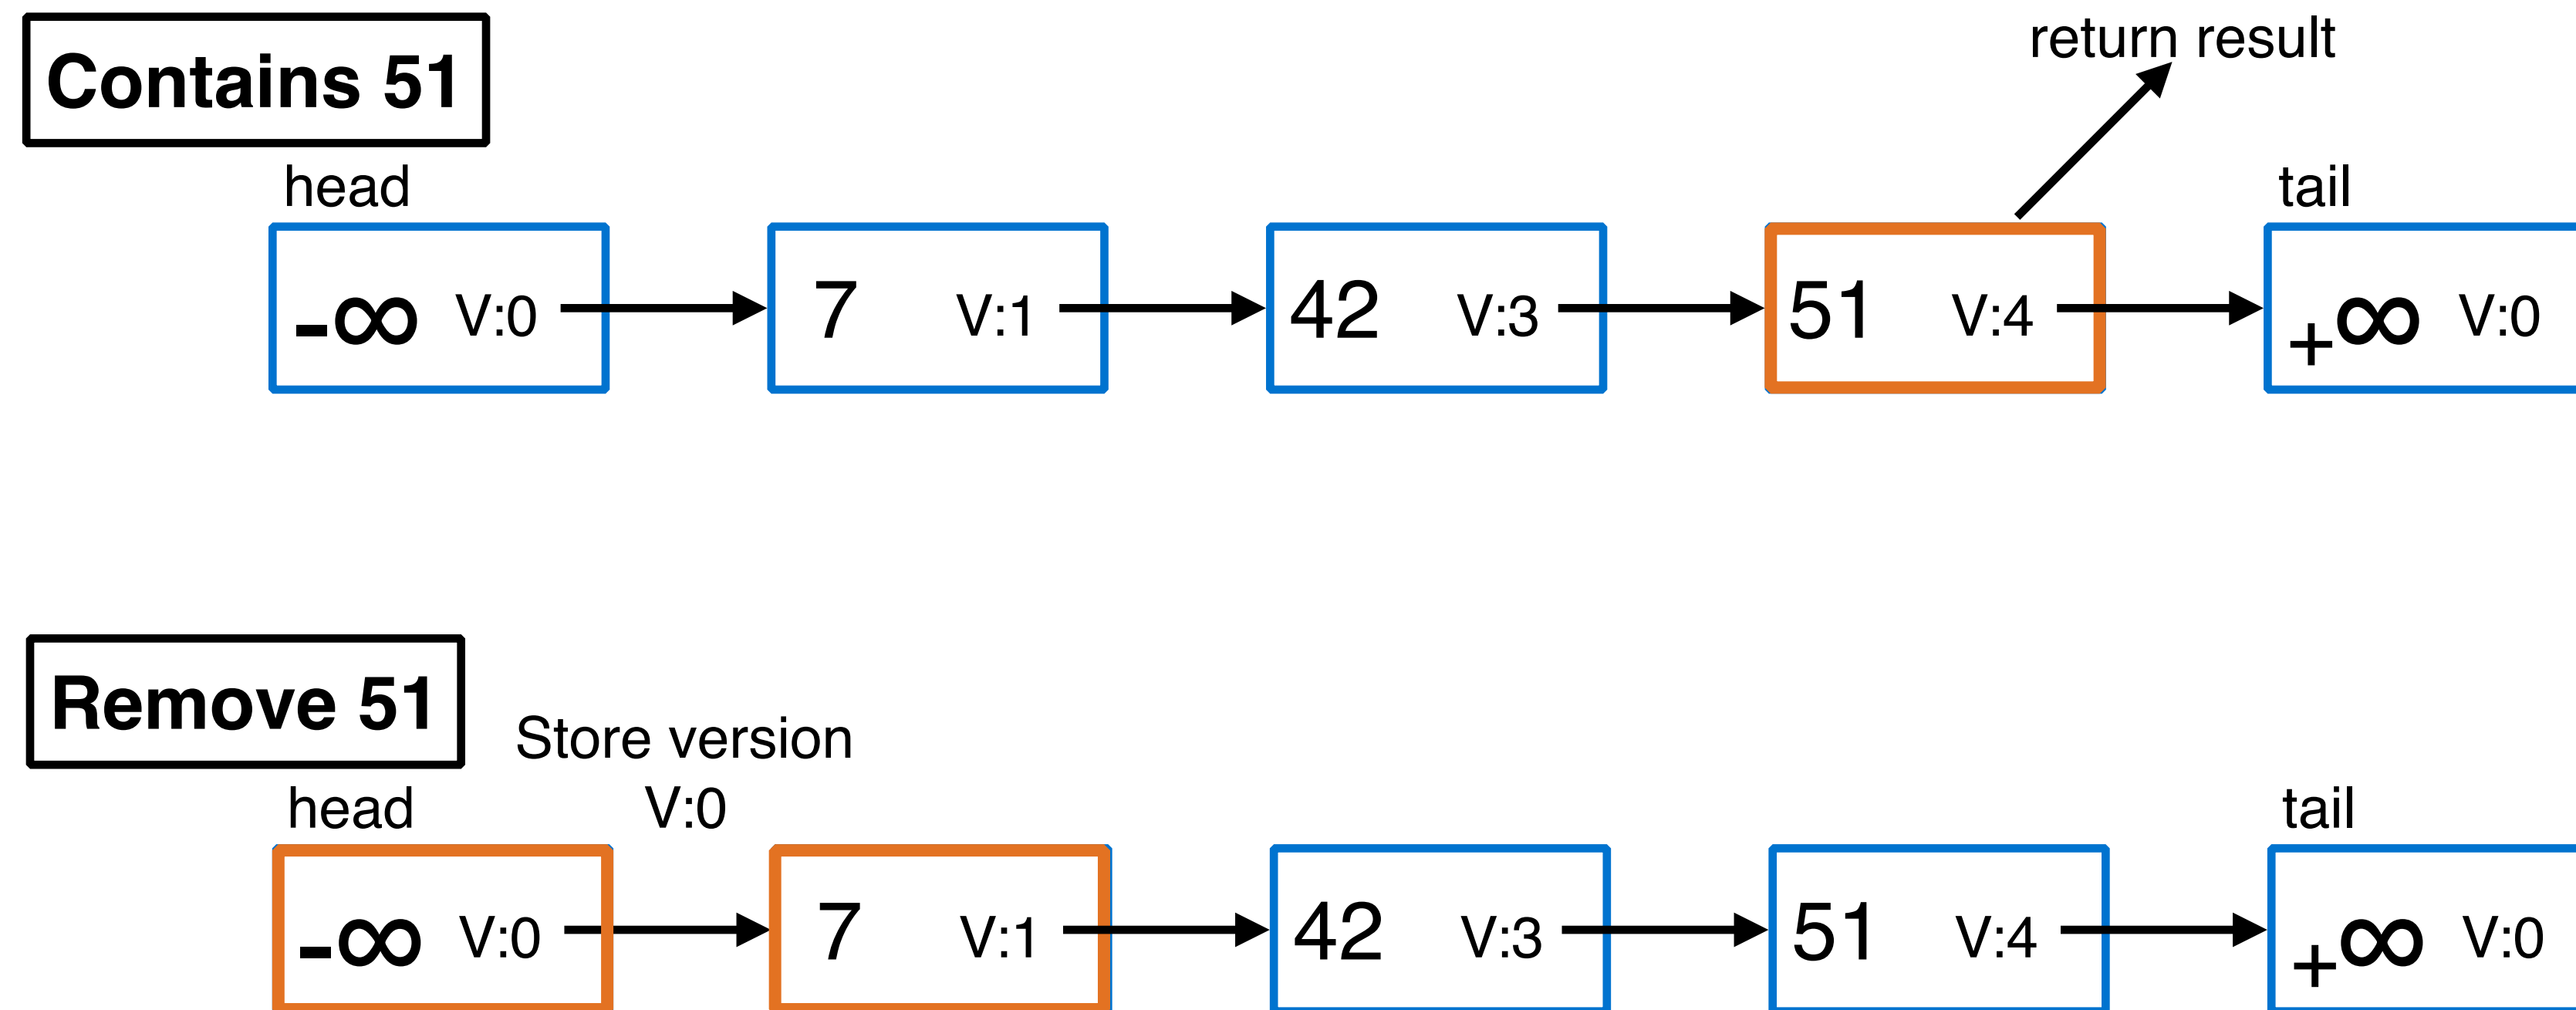 return result
Contains 51
head
tail
-∞ V:0
7 V:1
42 V:3
51 V:4
+∞ V:0
Remove 51
Store version
V:0
head
tail
-∞ V:0
7 V:1
42 V:3
51 V:4
+∞ V:0